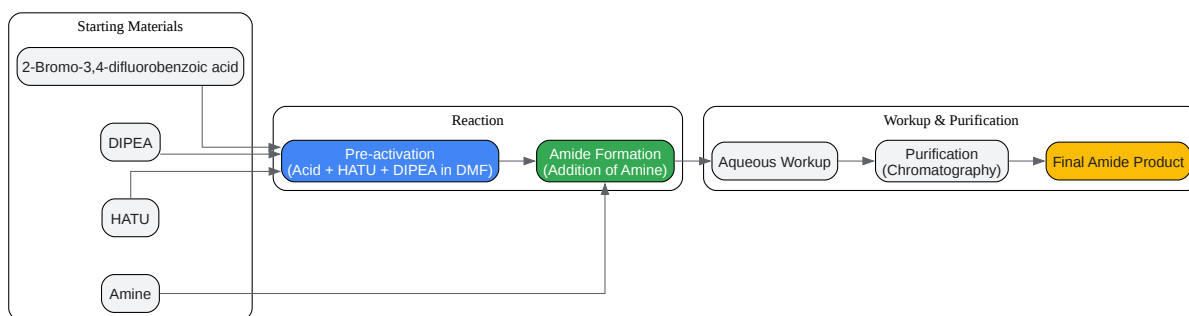 Starting Materials
2-Bromo-3,4-difluorobenzoic acid
DIPEA
HATU
Amine
Reaction
Pre-activation
(Acid + HATU + DIPEA in DMF)
Amide Formation
(Addition of Amine)
Workup & Purification
Aqueous Workup
Purification
(Chromatography)
Final Amide Product